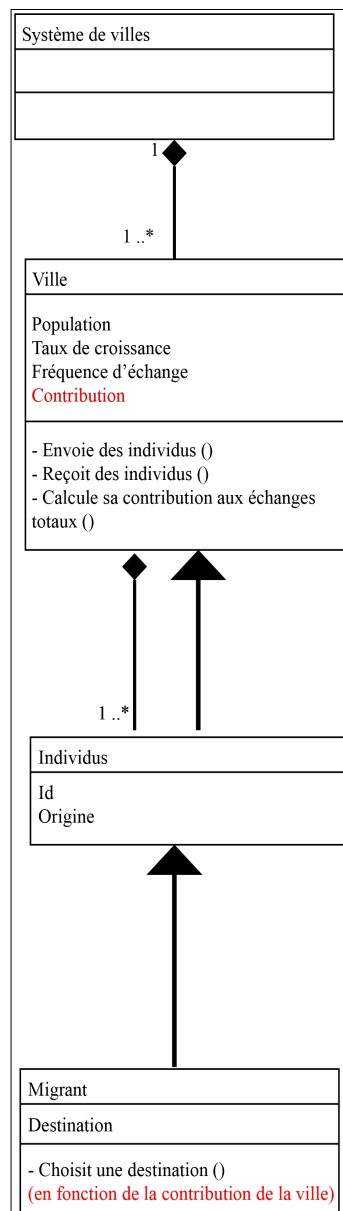 Système de villes
1
1 ..*
Ville
Population
Taux de croissance
Fréquence d’échange
Contribution
- Envoie des individus ()
- Reçoit des individus ()
- Calcule sa contribution aux échanges
totaux ()
1 ..*
Individus
Id
Origine
Migrant
Destination
- Choisit une destination ()
(en fonction de la contribution de la ville)